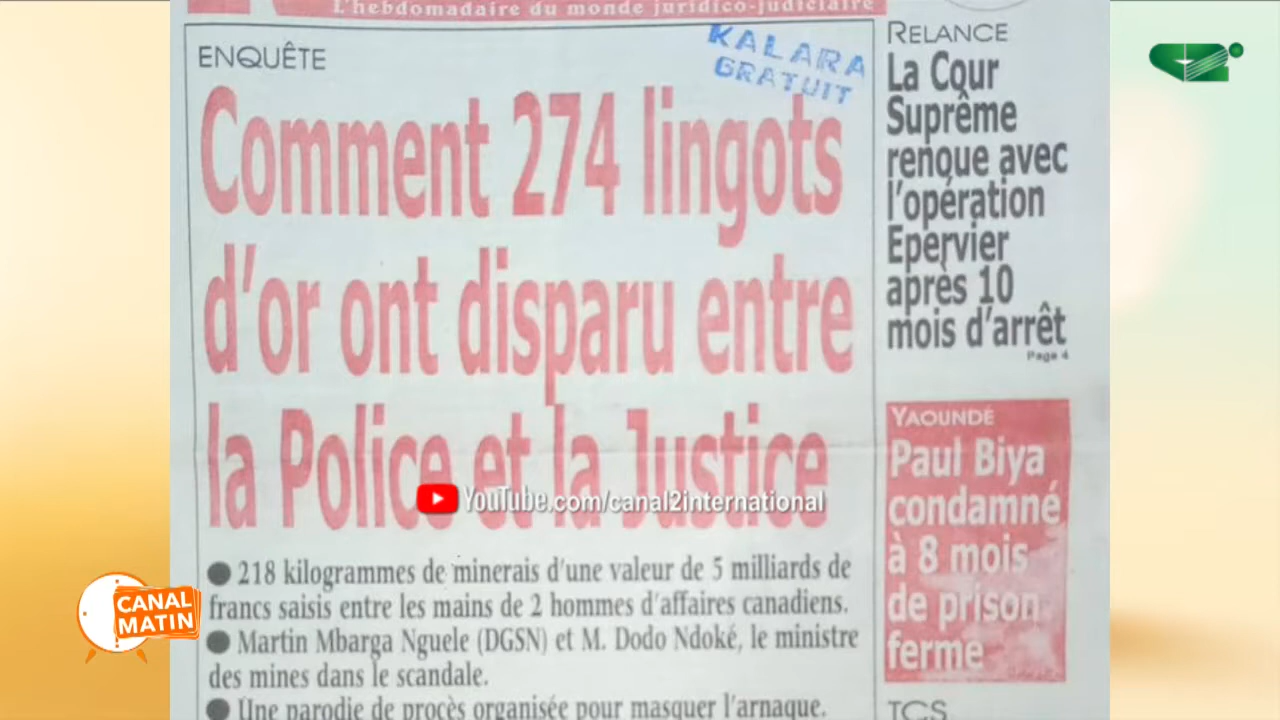 L'hebdomadaire du monde juridico-judiciaire
ENQUÊTE
KALARA
GRATUIT
Comment 274 lingots
d'or ont disparu entre
la Police et la Justice
YouTube.com/canal2international
● 218 kilogrammes de minerais d'une valeur de 5 milliards de
francs saisis entre les mains de 2 hommes d'affaires canadiens.
● Martin Mbarga Nguele (DGSN) et M. Dodo Ndoké, le ministre
des mines dans le scandale.
● Une parodie de procès organisée pour masquer l'arnaque.
RELANCE
La Cour
Suprême
renoue avec
l'opération
Epervier
après 10
mois d'arrêt
Page 4
YAOUNDÉ
Paul Biya
condamné
à 8 mois
de prison
ferme
TCS
CANAL
MATIN
C2